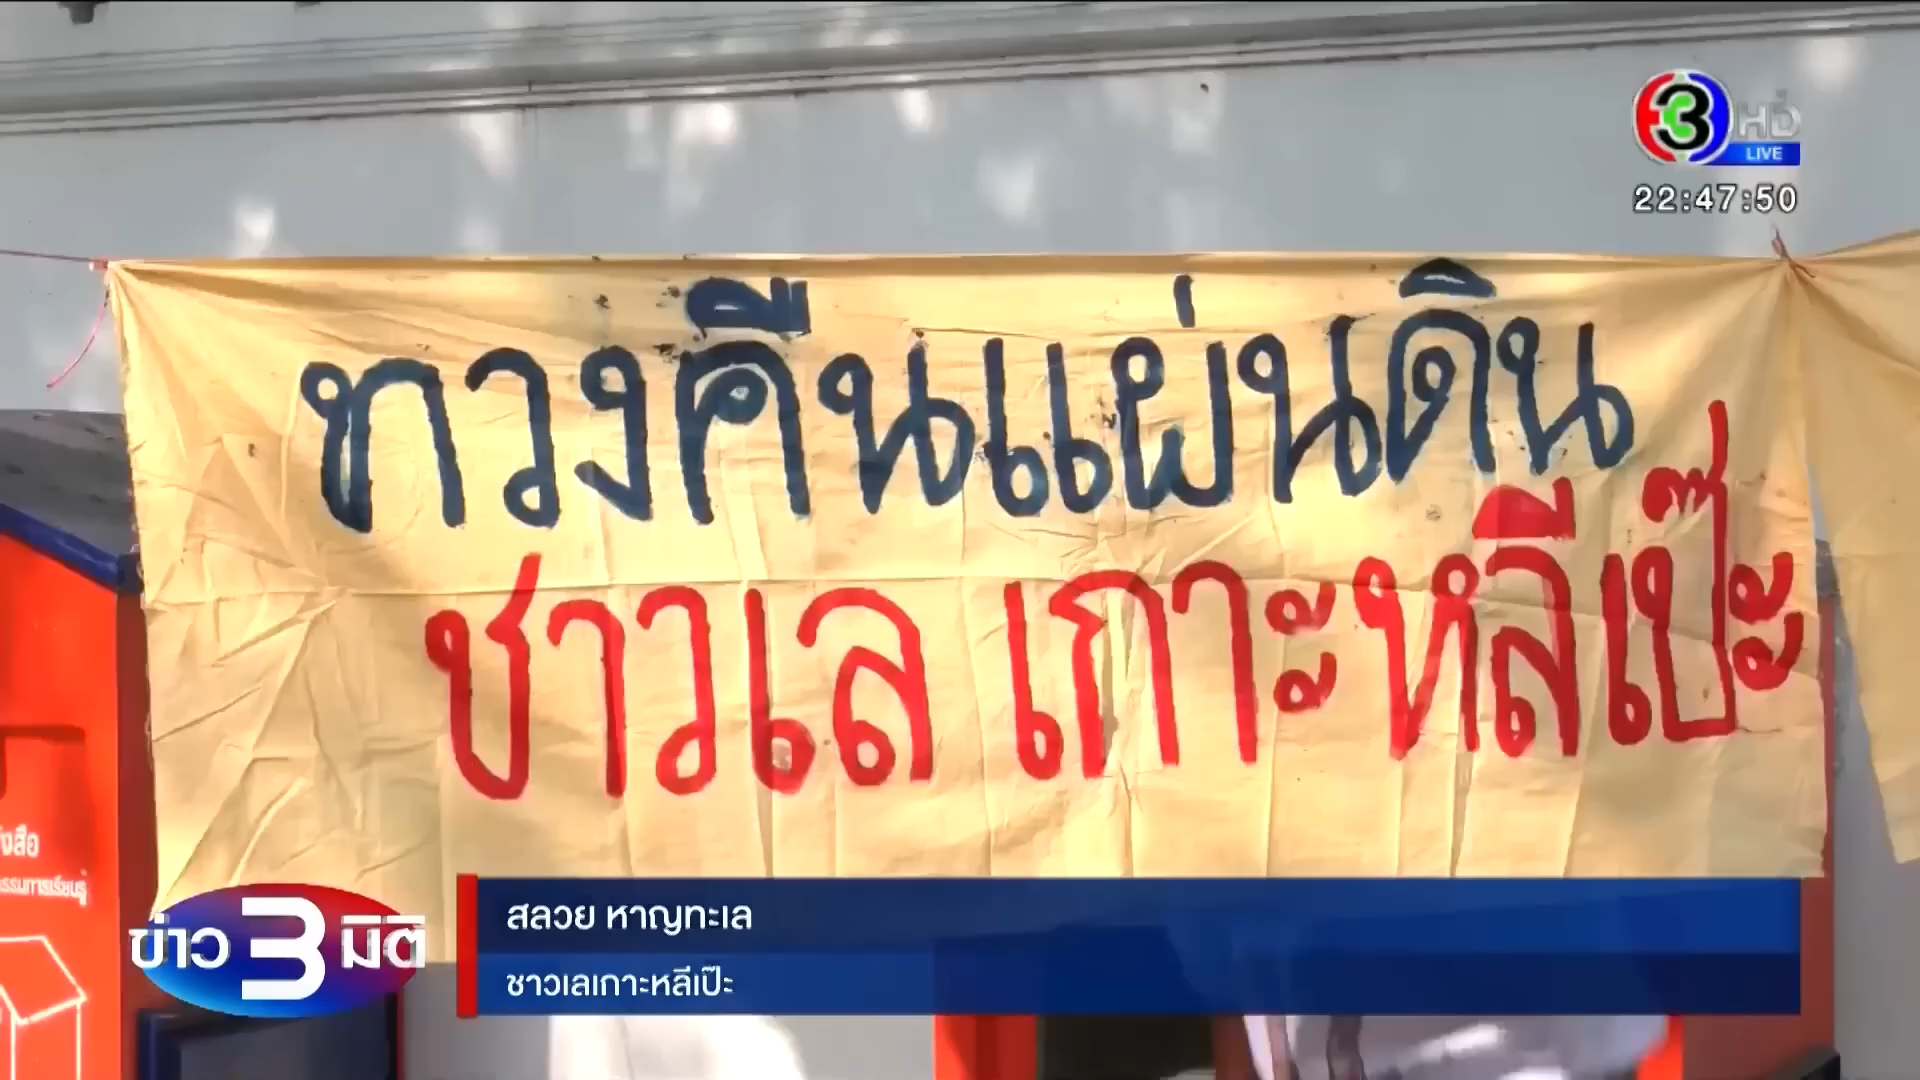 3 HD
LIVE
22:47:50
ทวงคืนแผ่นดิน
ชาวเล เกาะหลีเป๊ะ
ข่าว 3 มิติ
สลวย หาญทะเล
ชาวเลเกาะหลีเป๊ะ